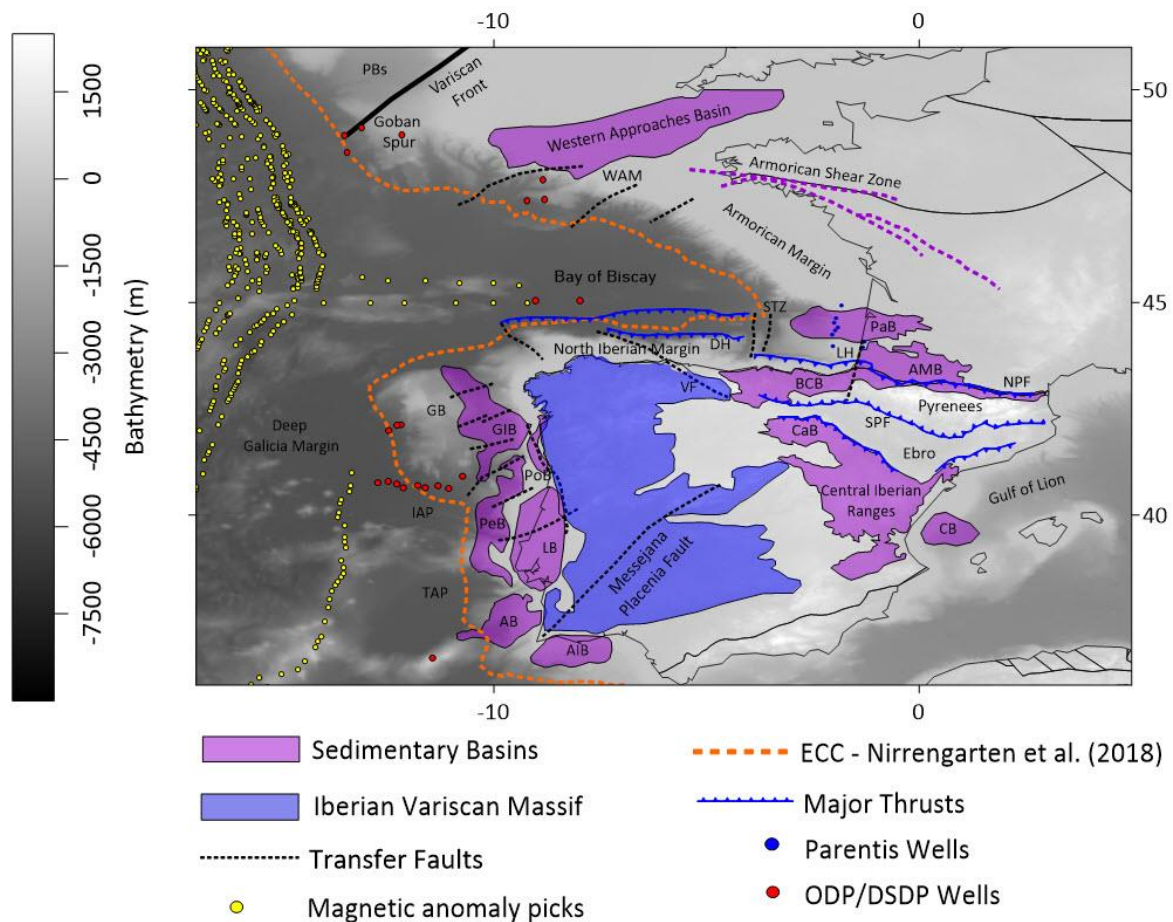 -10
0
1500
0
-1500
-3000
-4500
-6000
-7500
Bathymetry (m)
50
45
40
PBs
Variscan
Front
Goban
Spur
Western Approaches Basin
WAM
Armorican Shear Zone
Armorican Margin
Bay of Biscay
STZ
PaB
North Iberian Margin
DH
LH
AMB
NPF
VF
BCB
Pyrenees
GB
SPF
GIB
CaB
Ebro
Deep
Galicia Margin
PoB
Central Iberian
Ranges
Gulf of Lion
IAP
PeB
LB
CB
Messejana
Placenia Fault
TAP
AB
AlB
-10
0
Sedimentary Basins
Iberian Variscan Massif
Transfer Faults
Magnetic anomaly picks
ECC - Nirrengarten et al. (2018)
Major Thrusts
Parentis Wells
ODP/DSDP Wells